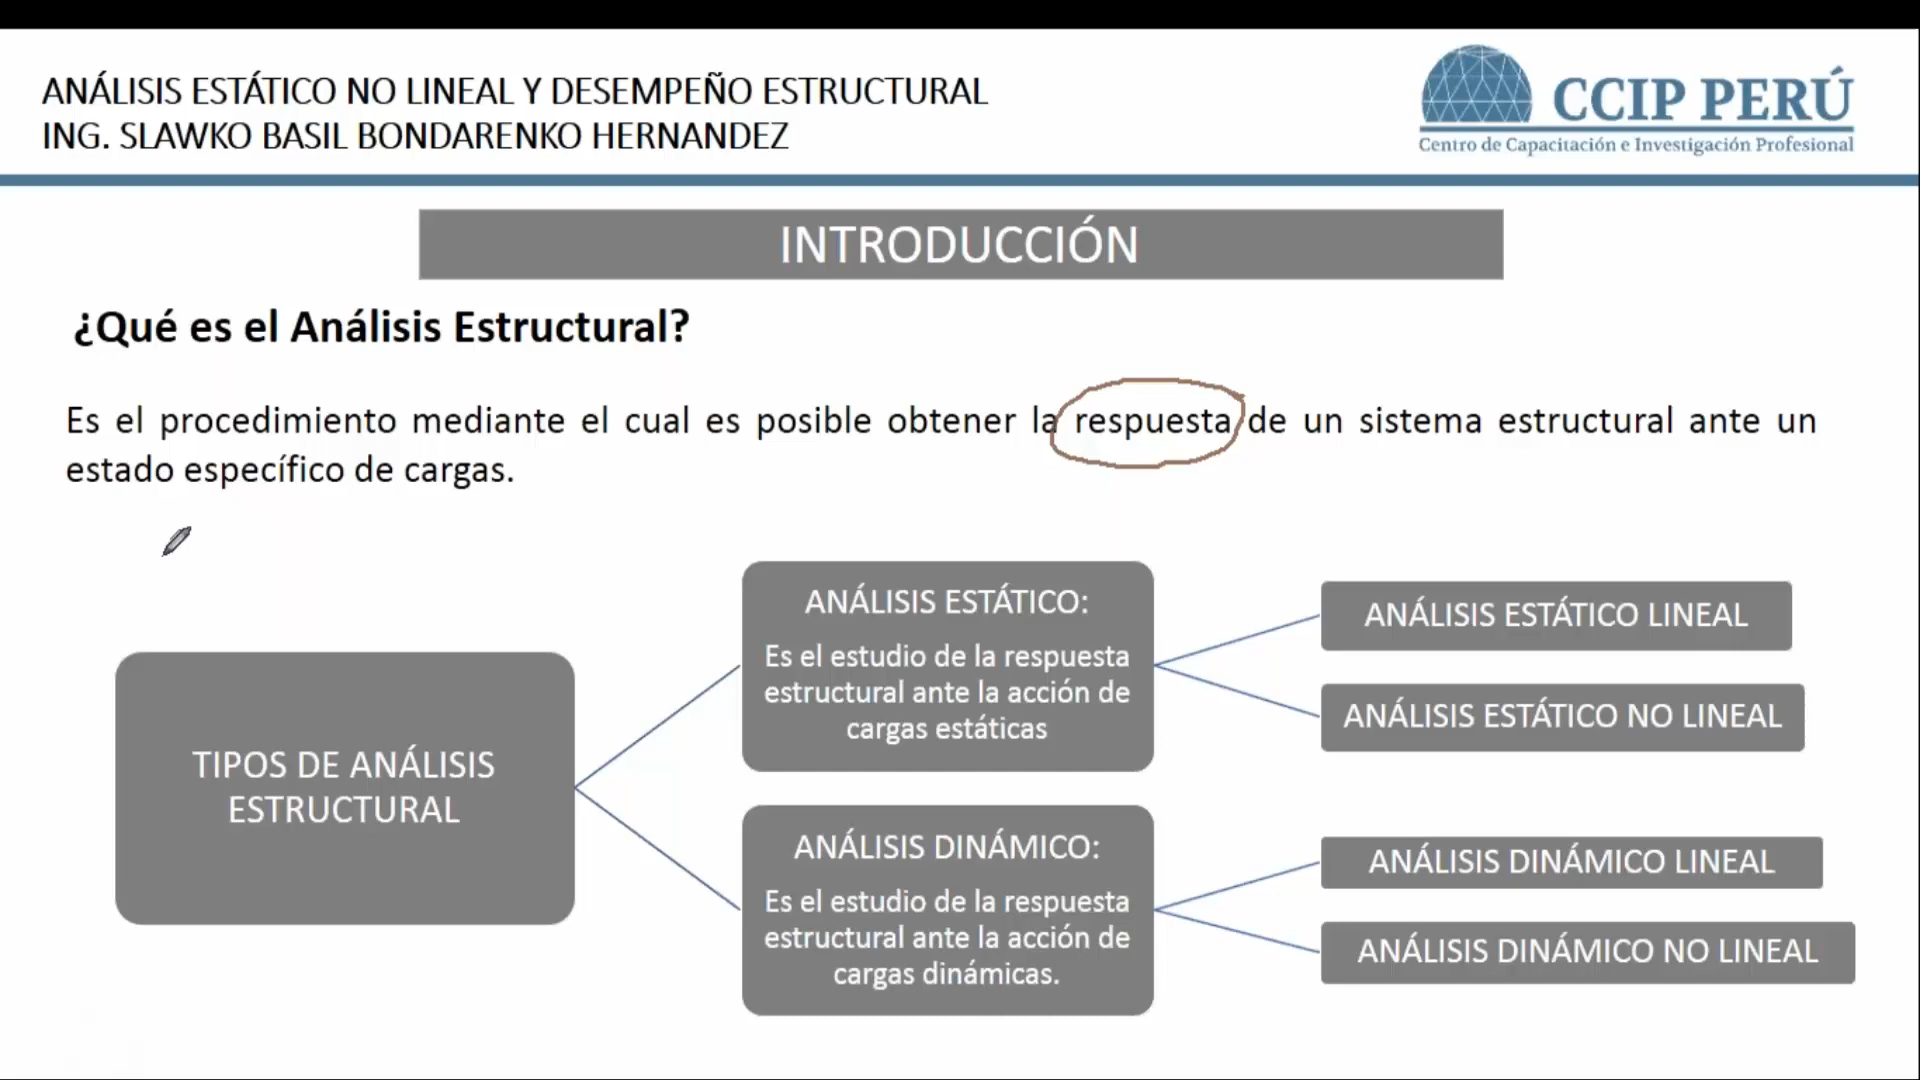 ANÁLISIS ESTÁTICO NO LINEAL Y DESEMPEÑO ESTRUCTURAL
ING. SLAWKO BASIL BONDARENKO HERNANDEZ
CCIP PERÚ
Centro de Capacitación e Investigación Profesional
INTRODUCCIÓN
¿Qué es el Análisis Estructural?
Es el procedimiento mediante el cual es posible obtener la respuesta de un sistema estructural ante un
estado específico de cargas.
TIPOS DE ANÁLISIS
ESTRUCTURAL
ANÁLISIS ESTÁTICO:
Es el estudio de la respuesta
estructural ante la acción de
cargas estáticas
ANÁLISIS ESTÁTICO LINEAL
ANÁLISIS ESTÁTICO NO LINEAL
ANÁLISIS DINÁMICO:
Es el estudio de la respuesta
estructural ante la acción de
cargas dinámicas.
ANÁLISIS DINÁMICO LINEAL
ANÁLISIS DINÁMICO NO LINEAL